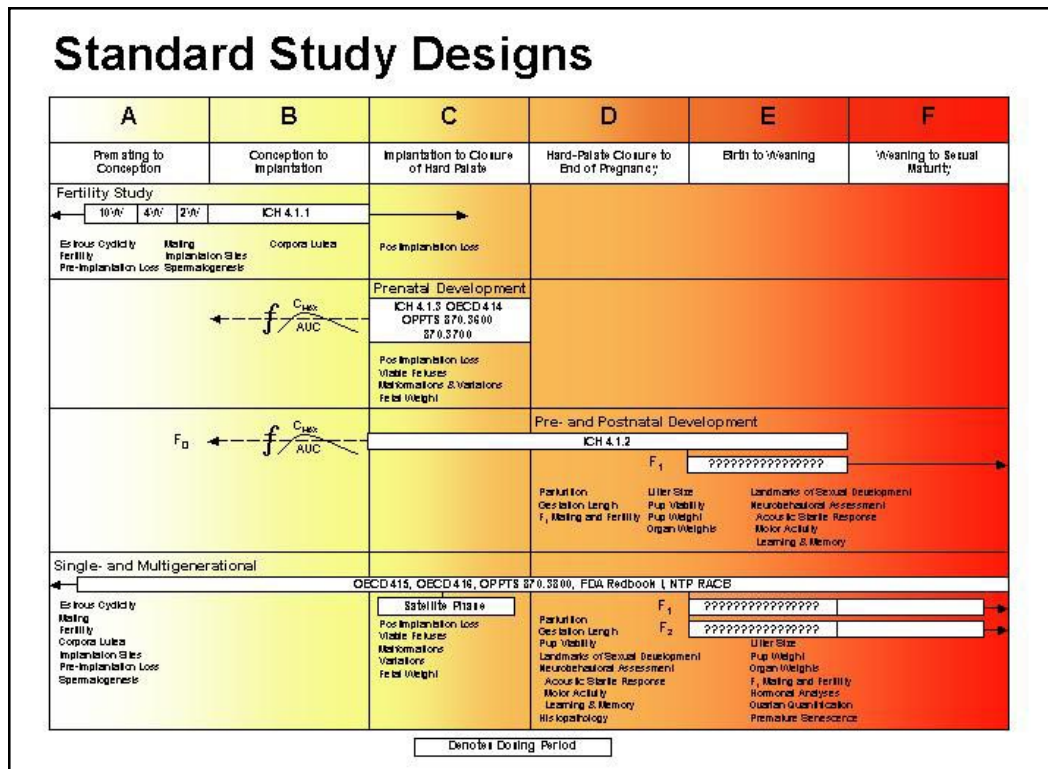 Standard Study Designs
A B C D E F
Premating to Conception
Conception to Implantation
Implantation to Closure of Hard Palate
Hard-Palate Closure to End of Pregnancy
Birth to Weaning
Weaning to Sexual Maturity
Fertility Study
10W 4W 2W ICH 4.1.1
Estrous Cyclicity
Fertility
Pre-Implantation Loss
Mating
Implantation Sites
Spermatogenesis
Corpora Lutea
Postimplantation Loss
Prenatal Development
ICH 4.1.3 OECD 414
OPPTS 870.3600
870.3700
CMax
AUC
Postimplantation Loss
Viable Fetuses
Malformations & Variations
Fetal Weight
Pre- and Postnatal Development
F0
CMax
AUC
ICH 4.1.2
F1 ????????????????
Parturition
Gestation Length
F1 Mating and Fertility
Litter Size
Pup Viability
Pup Weight
Organ Weights
Landmarks of Sexual Development
Neurobehavioral Assessment
Acoustic Startle Response
Motor Activity
Learning & Memory
Single- and Multigenerational
OECD 415, OECD 416, OPPTS 870.3800, FDA Redbook I, NTP RACB
Satellite Phase
F1 ????????????????
F2 ????????????????
Estrous Cyclicity
Mating
Fertility
Corpora Lutea
Implantation Sites
Pre-Implantation Loss
Spermatogenesis
Postimplantation Loss
Viable Fetuses
Malformations
Variations
Fetal Weight
Parturition
Gestation Length
Pup Viability
Landmarks of Sexual Development
Neurobehavioral Assessment
Acoustic Startle Response
Motor Activity
Learning & Memory
Histopathology
Litter Size
Pup Weight
Organ Weights
F1 Mating and Fertility
Hormonal Analyses
Ovarian Quantification
Premature Senescence
Denotes Dosing Period